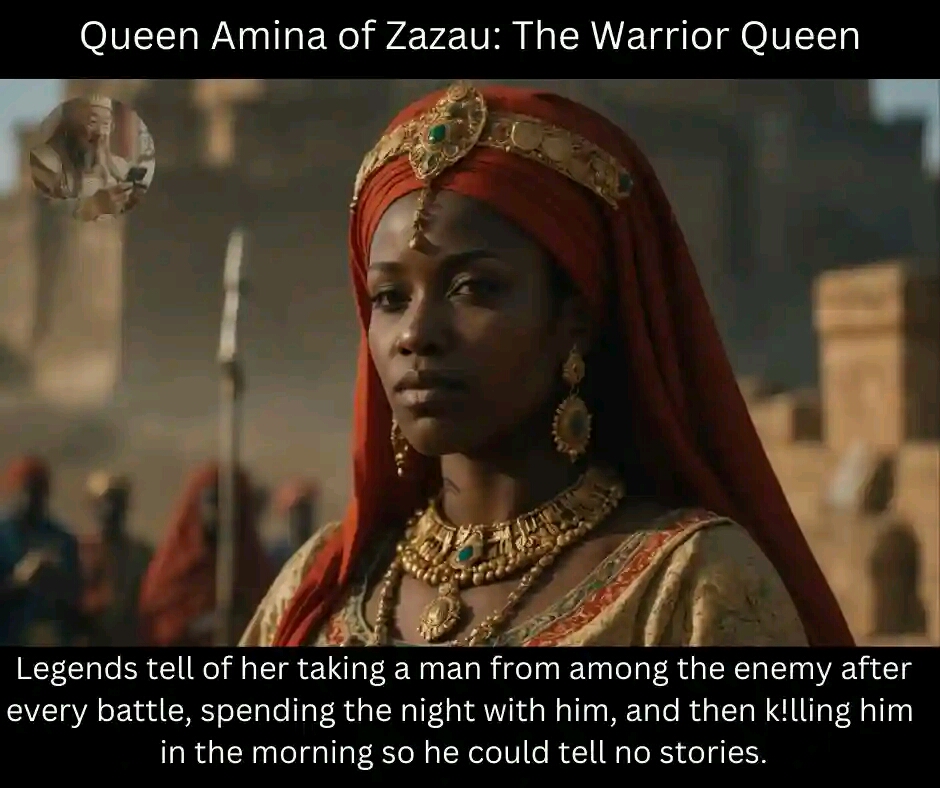 Queen Amina of Zazau: The Warrior Queen
Legends tell of her taking a man from among the enemy after
every battle, spending the night with him, and then k!lling him
in the morning so he could tell no stories.